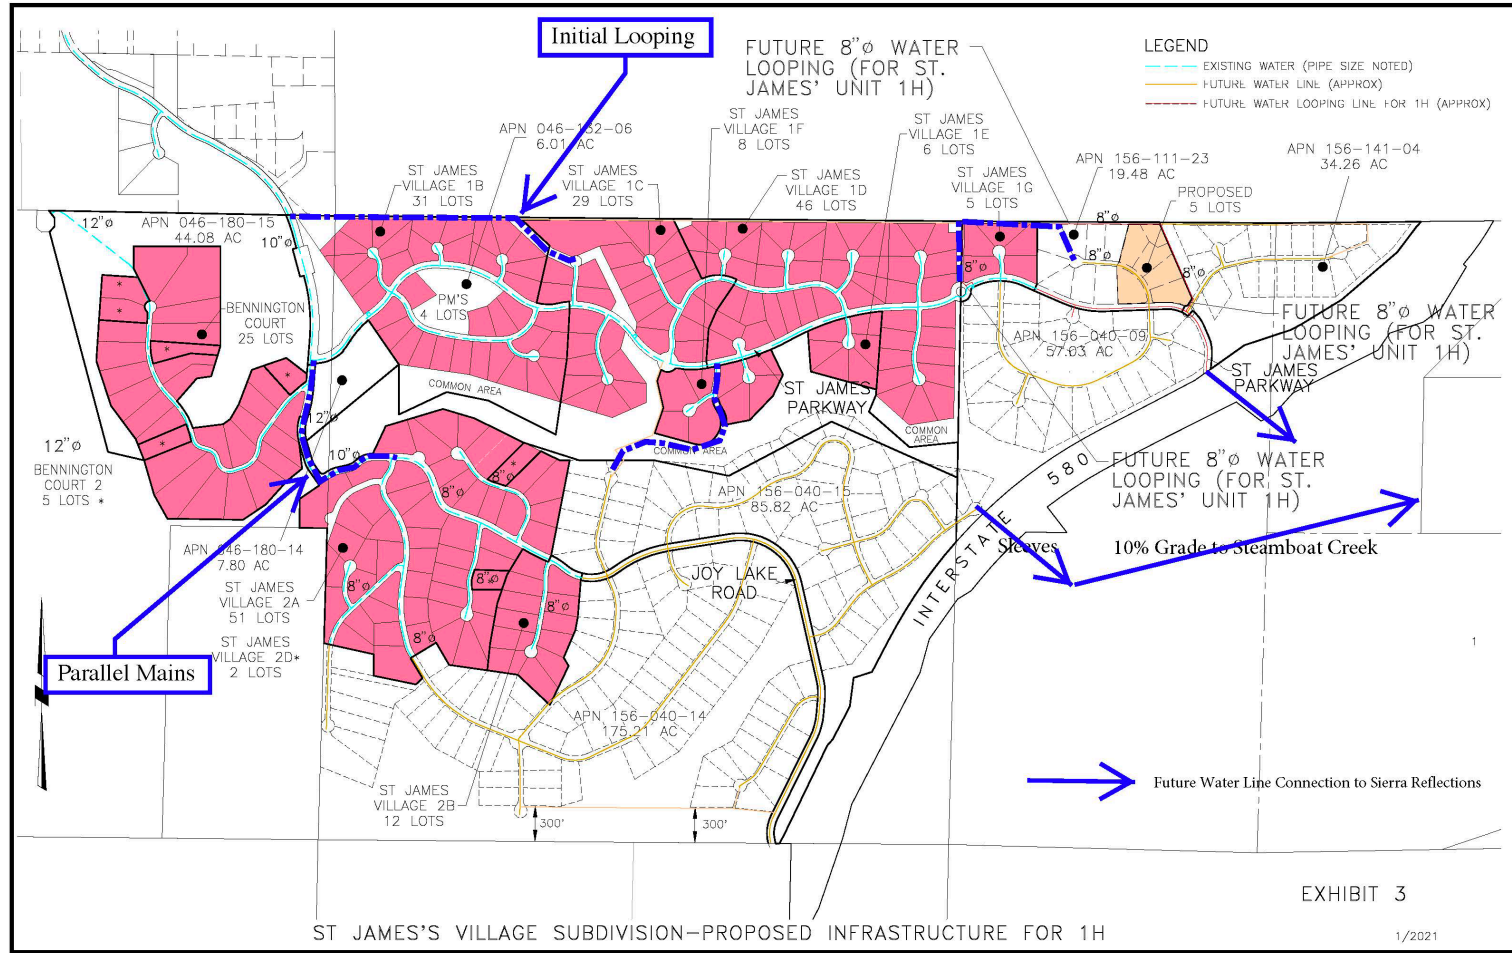 Initial Looping
FUTURE 8"ø WATER
LOOPING (FOR ST.
JAMES' UNIT 1H)
LEGEND
EXISTING WATER (PIPE SIZE NOTED)
FUTURE WATER LINE (APPROX)
FUTURE WATER LOOPING LINE FOR 1H (APPROX)
APN 046-132-06
6.01 AC
ST JAMES
VILLAGE 1F
8 LOTS
ST JAMES
VILLAGE 1E
6 LOTS
ST JAMES
VILLAGE 1B
31 LOTS
ST JAMES
VILLAGE 1C
29 LOTS
ST JAMES
VILLAGE 1D
46 LOTS
ST JAMES
VILLAGE 1G
5 LOTS
APN 156-111-23
19.48 AC
PROPOSED
5 LOTS
APN 156-141-04
34.26 AC
12"ø
APN 046-180-15
44.08 AC
10"ø
8"ø
8"ø
8"ø
8"ø
*
*
BENNINGTON
COURT
25 LOTS
PM'S
4 LOTS
*
*
APN 156-040-09
57.03 AC
FUTURE 8"ø WATER
LOOPING (FOR ST.
JAMES' UNIT 1H)
ST JAMES
PARKWAY
COMMON AREA
ST JAMES
PARKWAY
12"ø
COMMON
AREA
*
12"ø
BENNINGTON
COURT 2
5 LOTS *
10"ø
COMMON AREA
*
8"ø
8"ø
APN 156-040-15
85.82 AC
580
INTERSTATE
FUTURE 8"ø WATER
LOOPING (FOR ST.
JAMES' UNIT 1H)
Sleeves
10% Grade to Steamboat Creek
APN 046-180-14
7.80 AC
ST JAMES
VILLAGE 2A
51 LOTS
8"ø
8"ø
*
8"ø
8"ø
JOY LAKE
ROAD
ST JAMES
VILLAGE 2D*
2 LOTS
1
Parallel Mains
APN 156-040-14
175.21 AC
ST JAMES
VILLAGE 2B
12 LOTS
300'
300'
Future Water Line Connection to Sierra Reflections
EXHIBIT 3
ST JAMES'S VILLAGE SUBDIVISION-PROPOSED INFRASTRUCTURE FOR 1H
1/2021